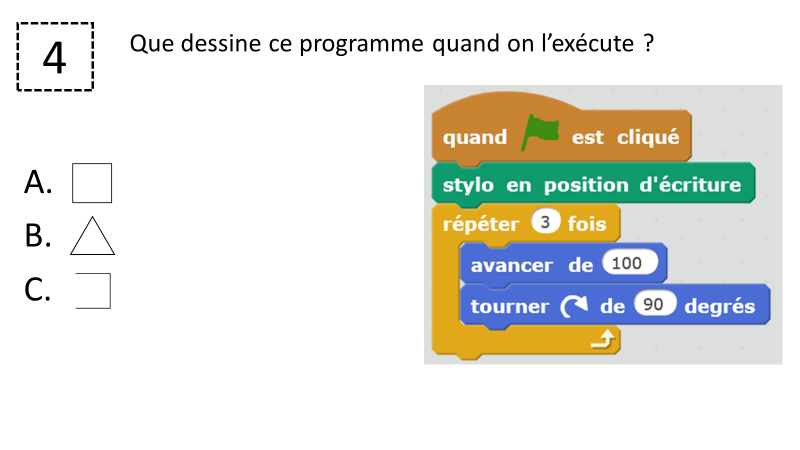 4
Que dessine ce programme quand on l’exécute ?
A.
B.
C.
quand est cliqué
stylo en position d'écriture
répéter 3 fois
avancer de 100
tourner de 90 degrés